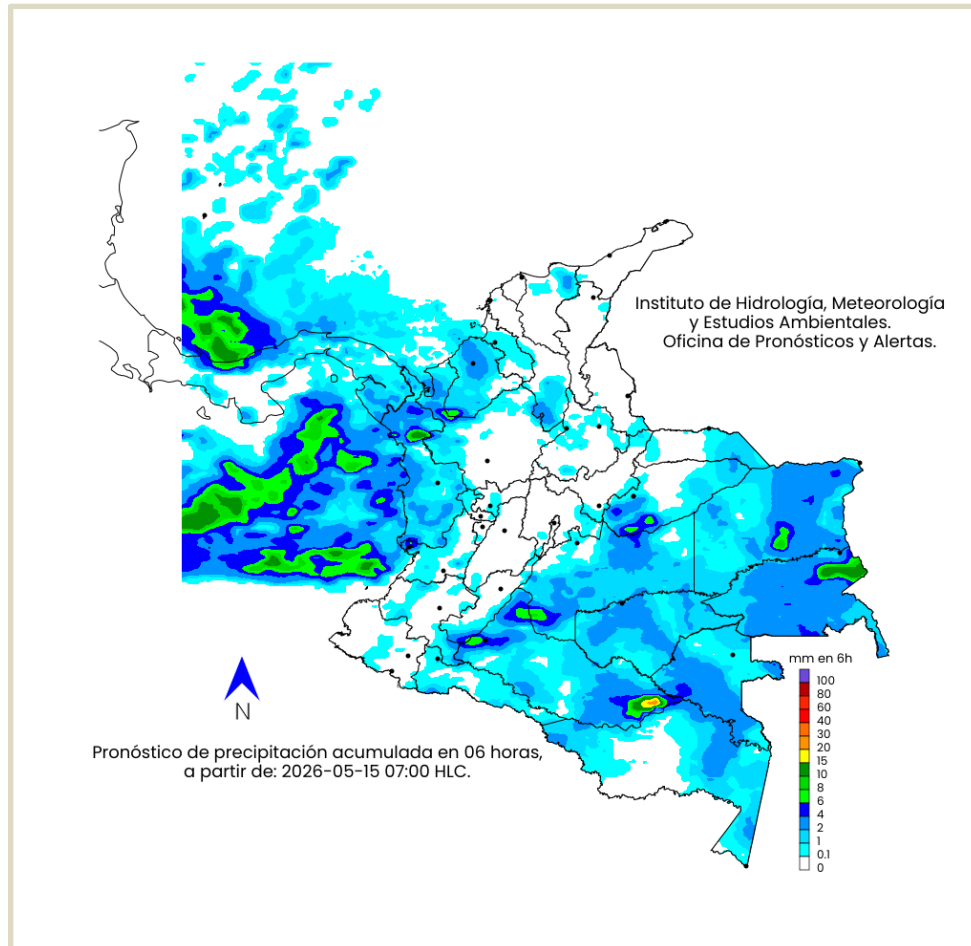 Instituto de Hidrología, Meteorología
y Estudios Ambientales.
Oficina de Pronósticos y Alertas.
mm en 6h
100
80
60
40
30
20
15
10
8
6
4
2
1
0.1
0
N
Pronóstico de precipitación acumulada en 06 horas,
a partir de: 2026-05-15 07:00 HLC.